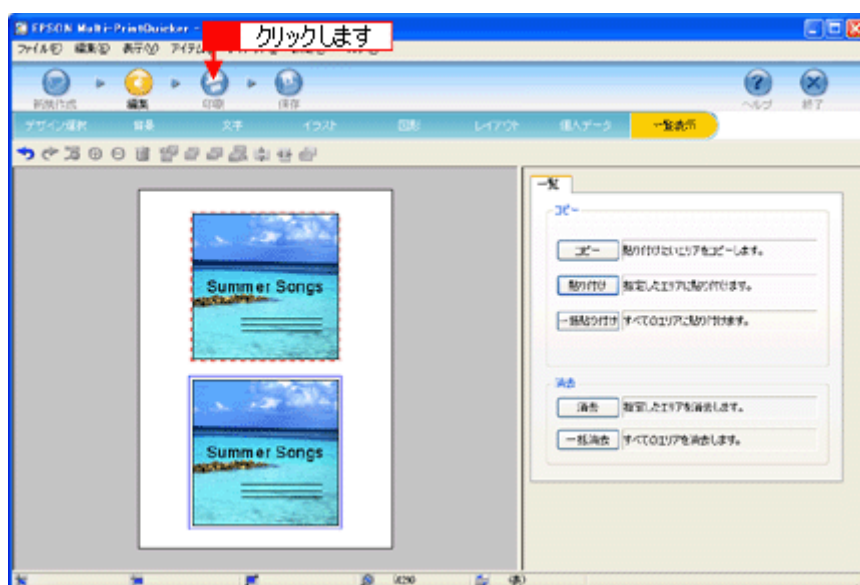 EPSON Multi-PrintQuicker -
クリックします
ファイル(F) 編集(E) 表示(V)
新規作成 編集 印刷 保存 ヘルプ 終了
デザイン選択 背景 文字 イラスト 図形 レイアウト 個人データ 一覧表示
一覧
コピー
コピー 貼り付けたいエリアをコピーします。
貼り付け 指定したエリアに貼り付けます。
一括貼り付け すべてのエリアに貼り付けます。
消去
消去 指定したエリアを消去します。
一括消去 すべてのエリアを消去します。
Summer Songs
Summer Songs